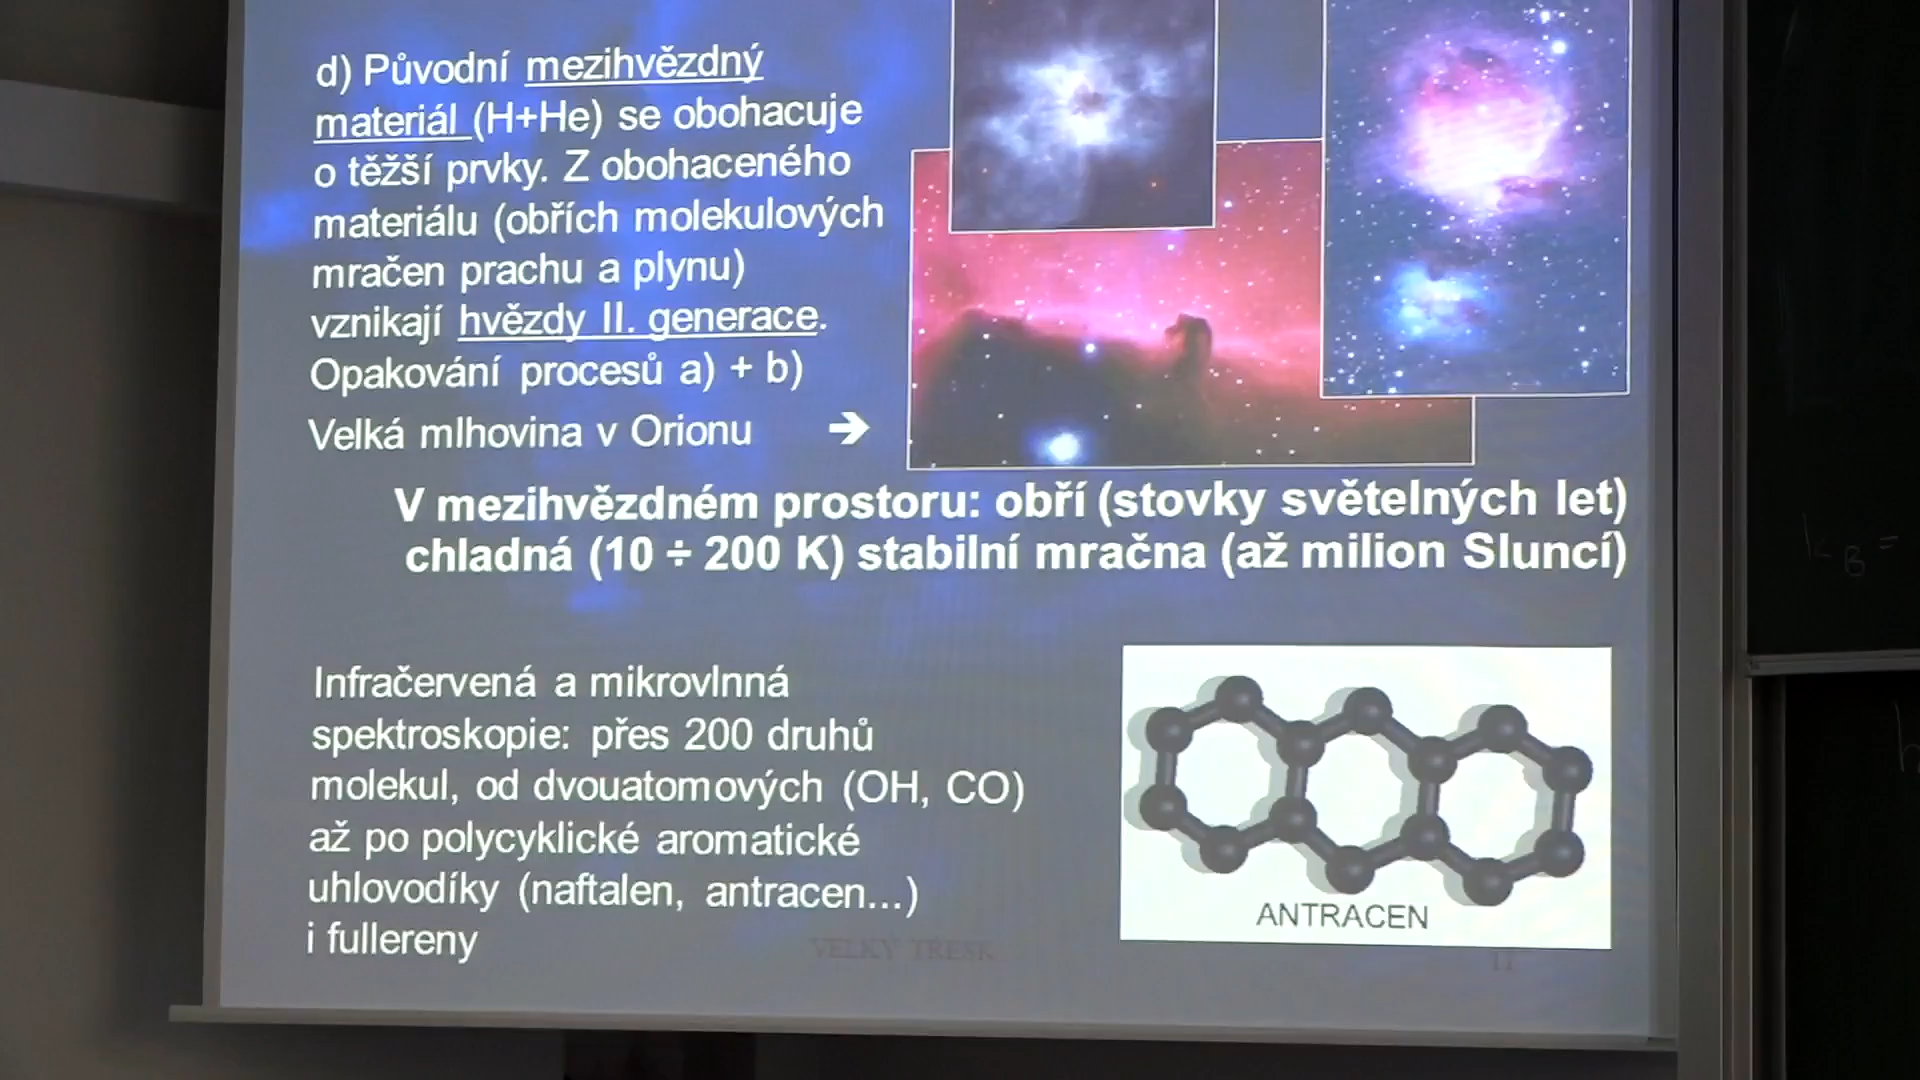 d) Původní mezihvězdný
materiál (H+He) se obohacuje
o těžší prvky. Z obohaceného
materiálu (obřích molekulových
mračen prachu a plynu)
vznikají hvězdy II. generace.
Opakování procesů a) + b)
Velká mlhovina v Orionu ➔
V mezihvězdném prostoru: obří (stovky světelných let)
chladná (10 ÷ 200 K) stabilní mračna (až milion Sluncí)
Infračervená a mikrovlnná
spektroskopie: přes 200 druhů
molekul, od dvouatomových (OH, CO)
až po polycyklické aromatické
uhlovodíky (naftalen, antracen...)
i fullereny
ANTRACEN
VELKÝ TŘESK
k B =